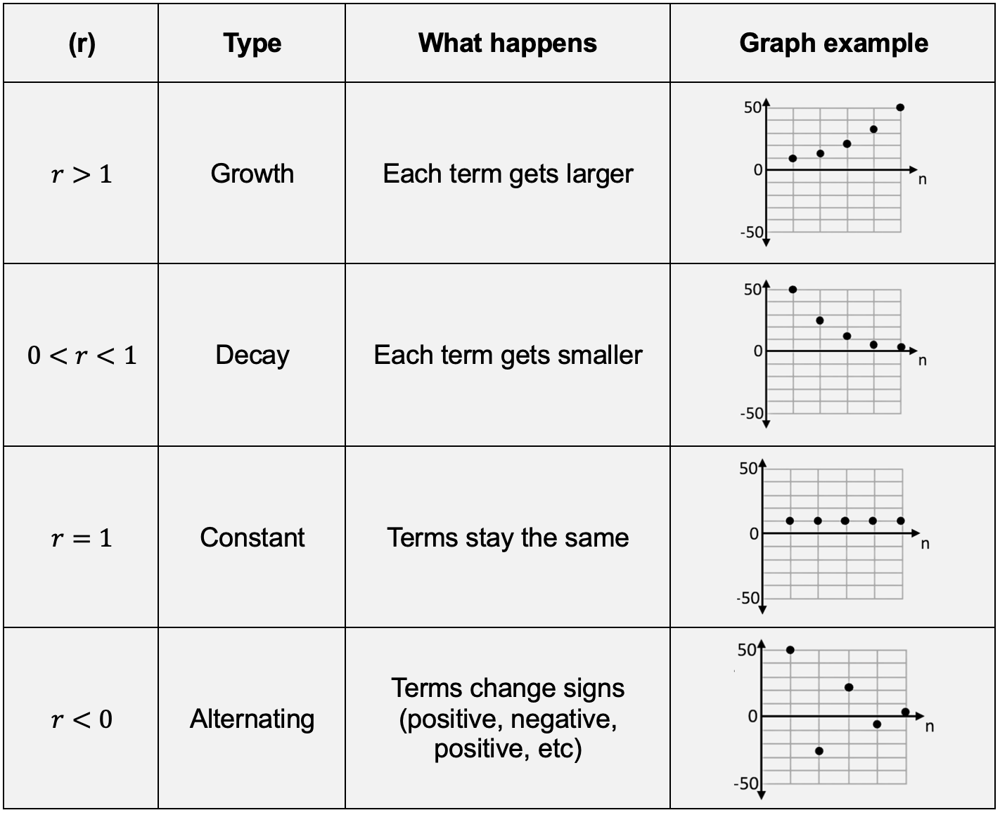 (r) Type What happens Graph example
r > 1 Growth Each term gets larger
50
0
n
-50
0 < r < 1 Decay Each term gets smaller
50
0
n
-50
r = 1 Constant Terms stay the same
50
0
n
-50
r < 0 Alternating
Terms change signs
(positive, negative,
positive, etc)
50
0
n
-50